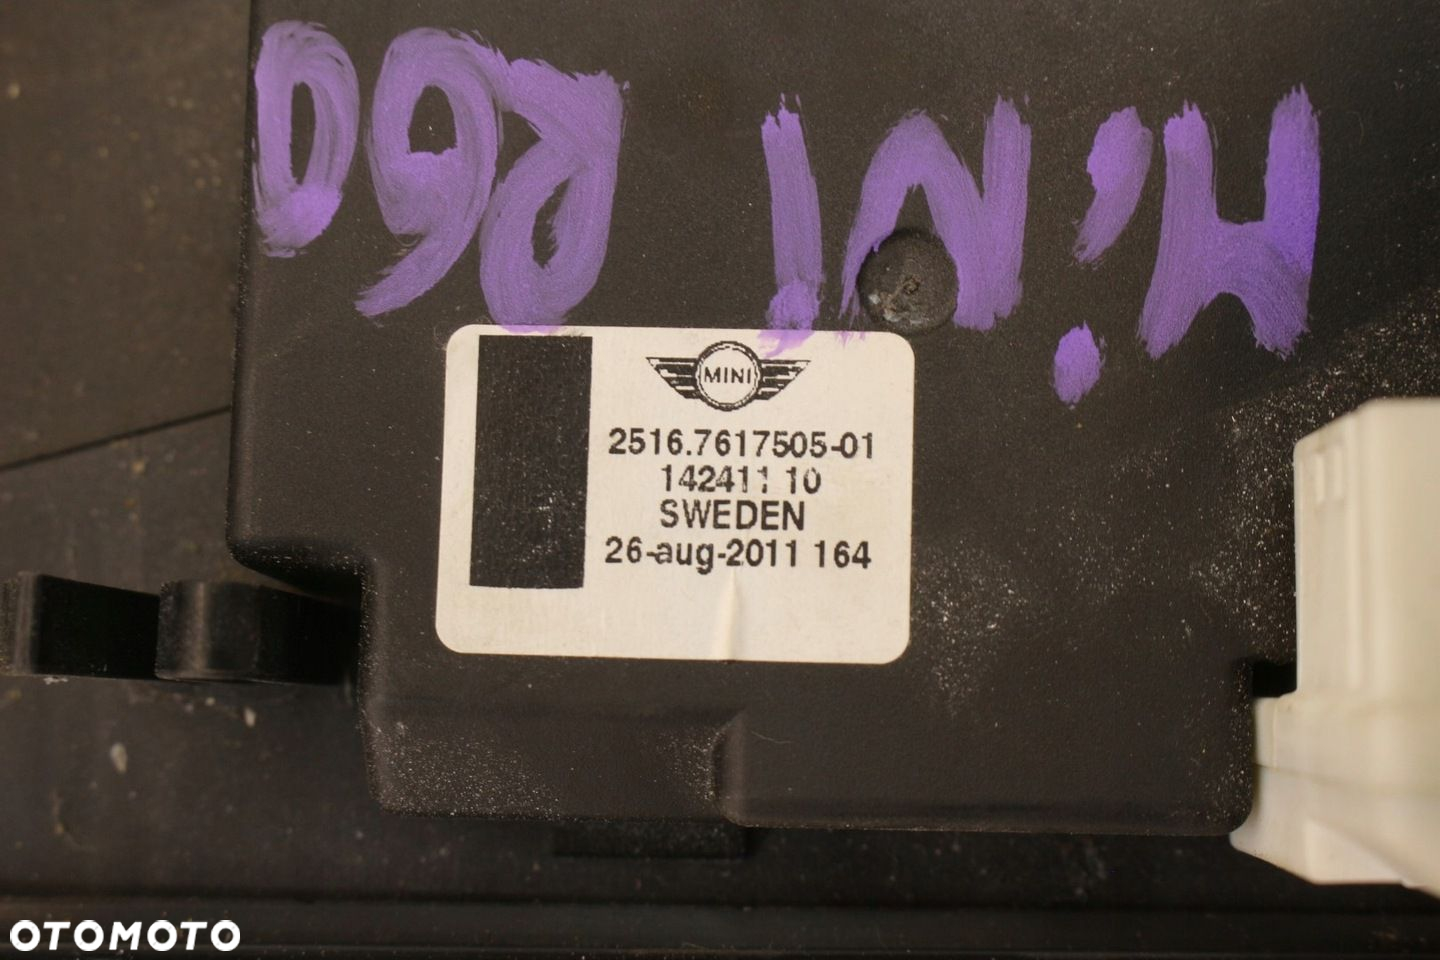 MINI R60
MINI
2516.7617505-01
142411 10
SWEDEN
26-aug-2011 164
OTOMOTO